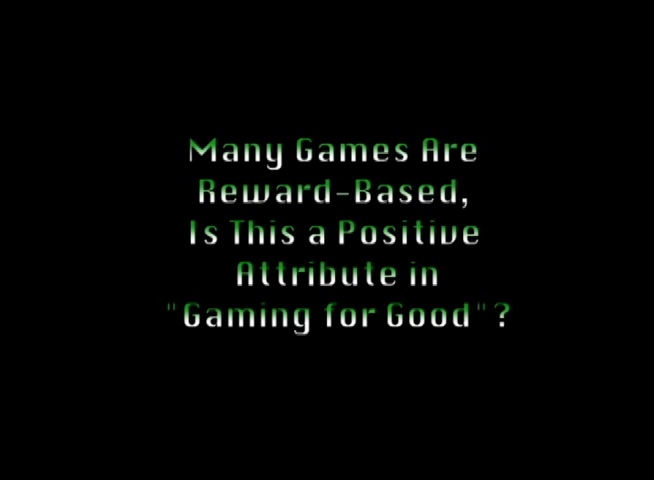 Many Games Are
Reward-Based,
Is This a Positive
Attribute in
"Gaming for Good"?